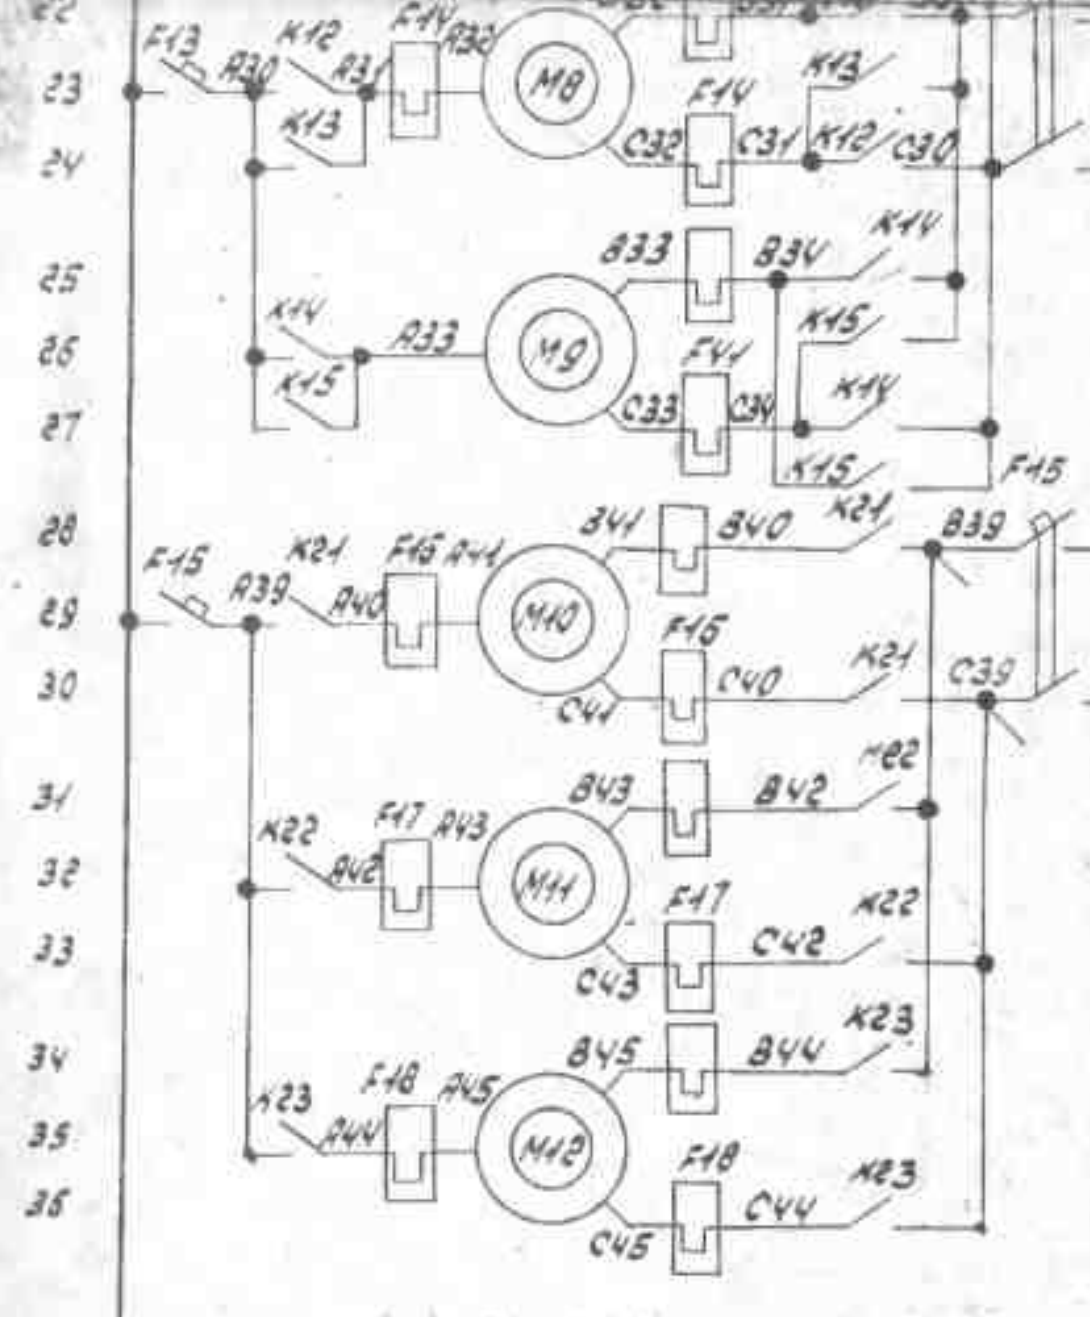 22
F13 K12 F14 A32
23 A30 A31 M8 K13
K13 F14
24 C32 C31 K12 C30
K14
25 B33 B34
K14 K15
26 A33 M9 F41
K15 K14
27 C33 C34
K15 F15
28 B41 B40 K21 B39
F15 K21 F15 A41
29 A39 A40 M10 F16
30 C41 C40 K21 C39
K22
31 B43 B42
K22 F17 A43
32 A42 M11 F17 K22
33 C43 C42
K23
34 B45 B44
K23 F18 A45
35 A44 M12 F18 K23
36 C45 C44